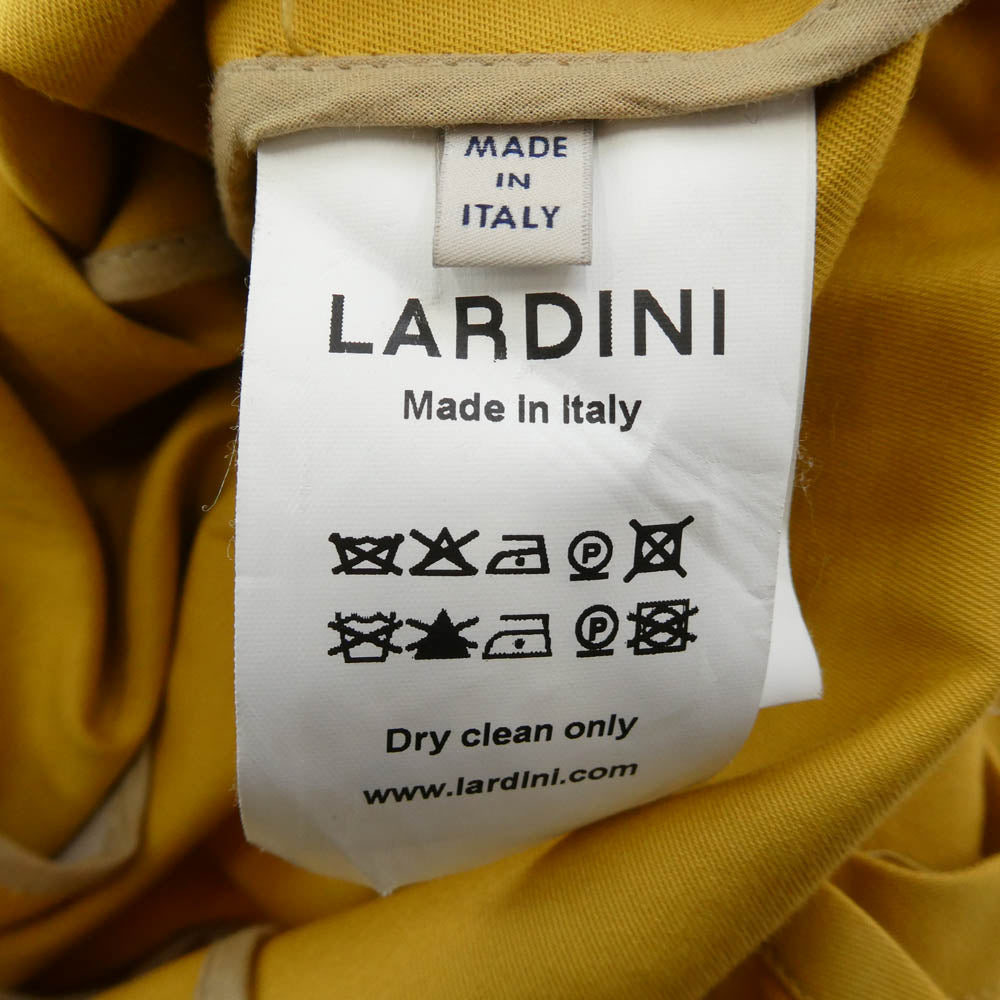 MADE
IN
ITALY
LARDINI
Made in Italy
P
P
Dry clean only
www.lardini.com